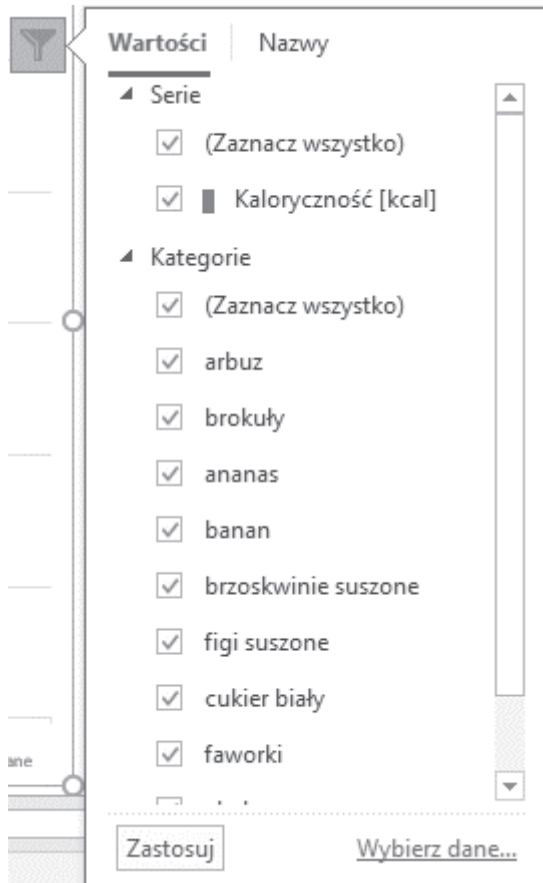 Wartości Nazwy
Serie
(Zaznacz wszystko)
Kaloryczność [kcal]
Kategorie
(Zaznacz wszystko)
arbuz
brokuły
ananas
banan
brzoskwinie suszone
figi suszone
cukier biały
faworki
Zastosuj Wybierz dane...